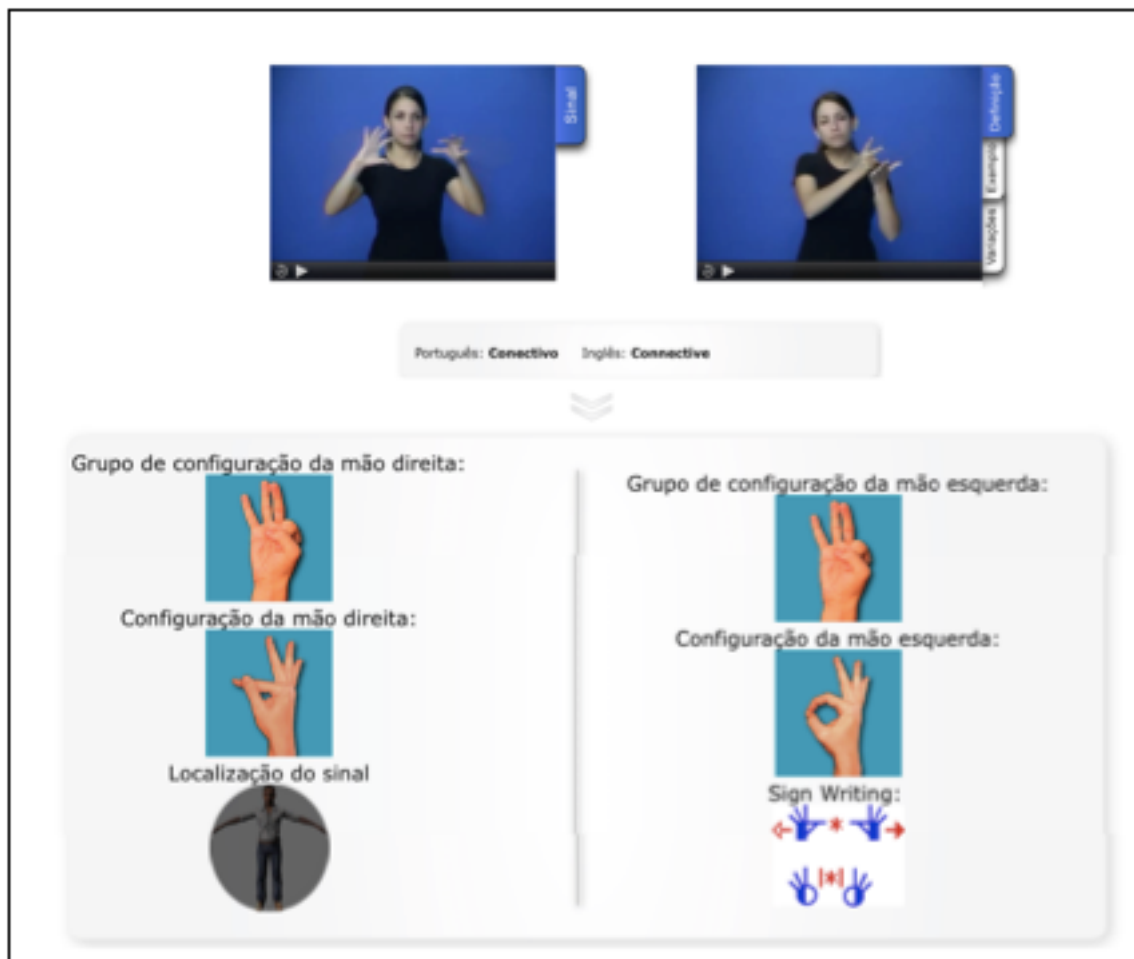 Sinal
Definição
Exemplo
Variações
Português: Conectivo Inglês: Connective
Grupo de configuração da mão direita:
Grupo de configuração da mão esquerda:
Configuração da mão direita:
Configuração da mão esquerda:
Localização do sinal
Sign Writing: